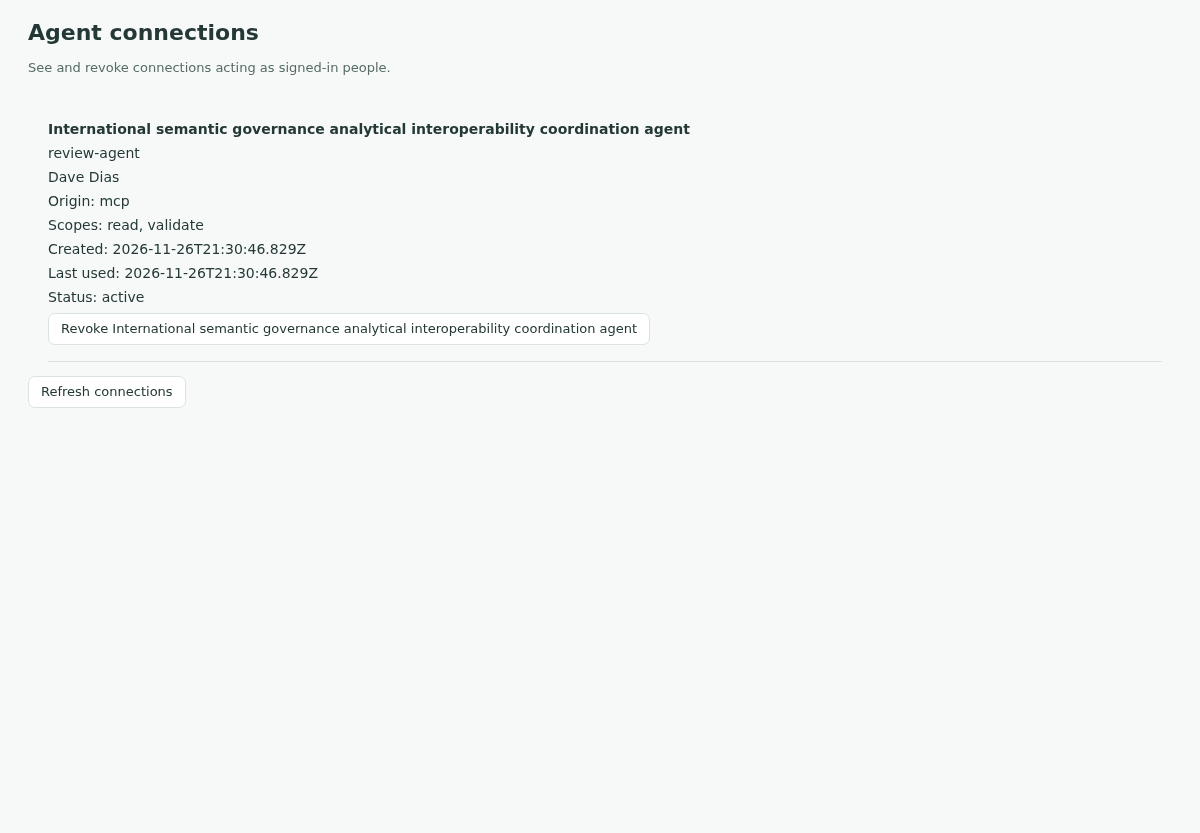 Agent connections
See and revoke connections acting as signed-in people.
International semantic governance analytical interoperability coordination agent
review-agent
Dave Dias
Origin: mcp
Scopes: read, validate
Created: 2026-11-26T21:30:46.829Z
Last used: 2026-11-26T21:30:46.829Z
Status: active
Revoke International semantic governance analytical interoperability coordination agent
Refresh connections